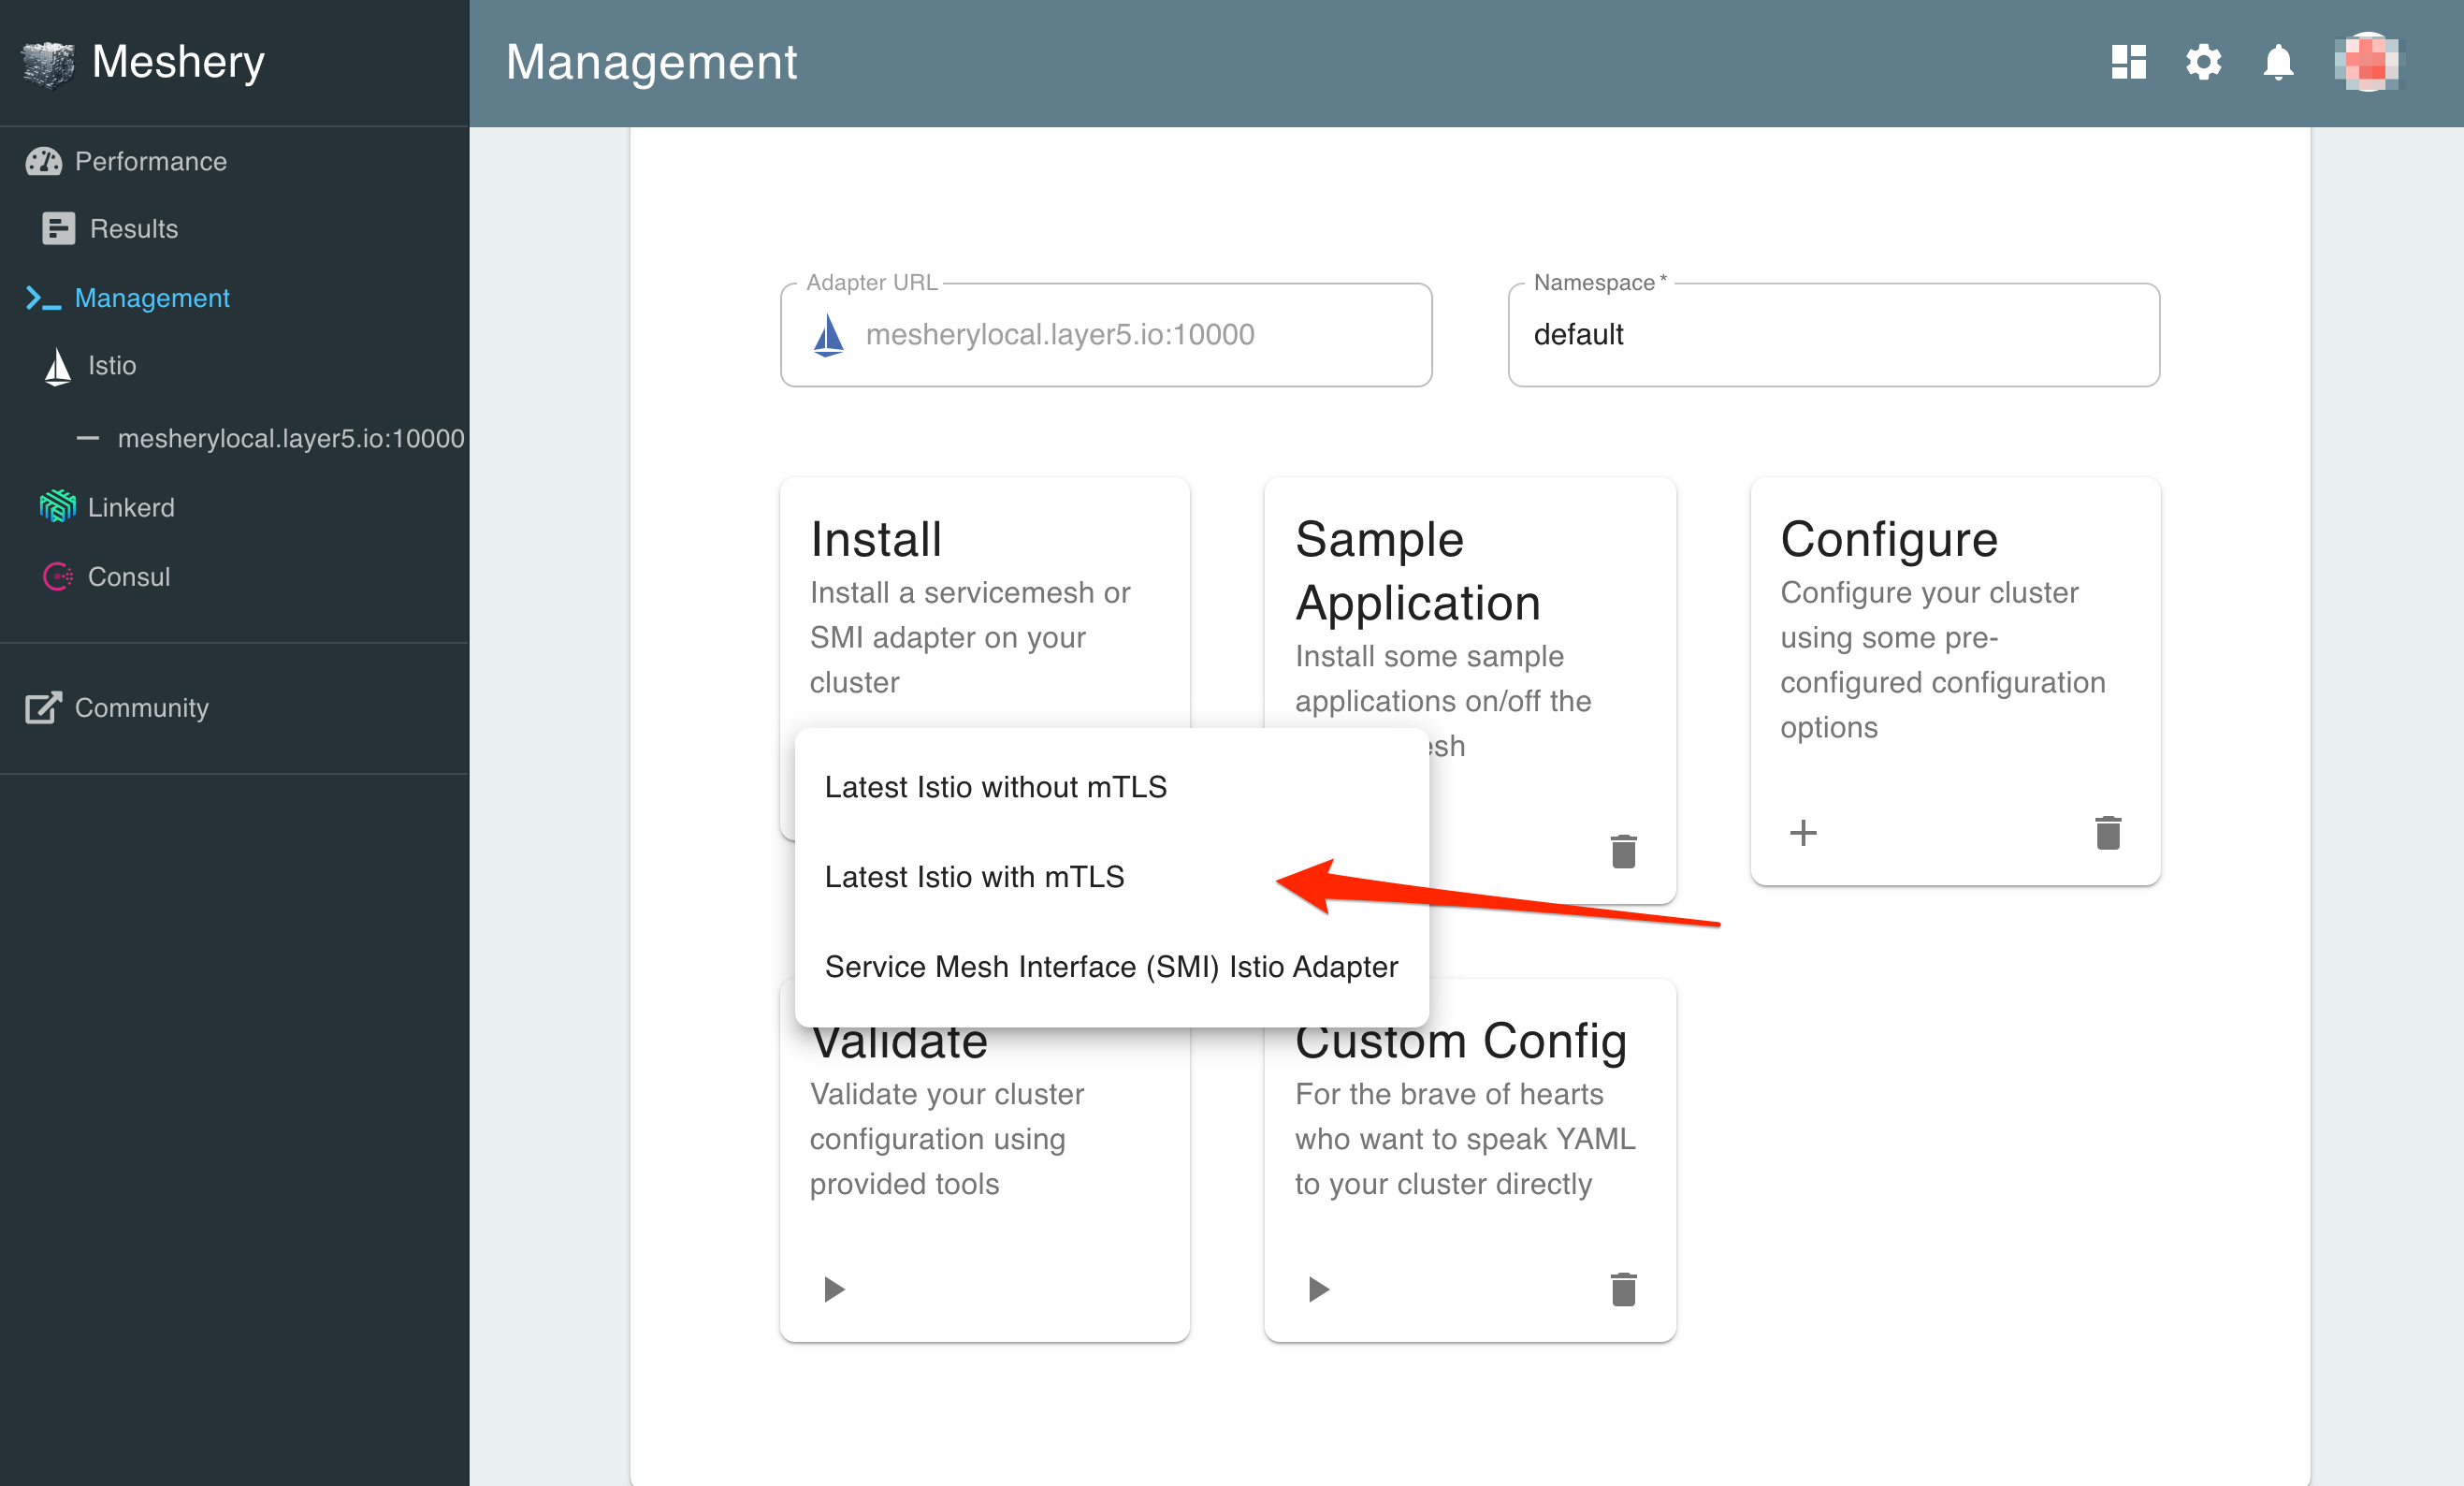 Meshery
Management
Performance
Results
Management
Istio
mesherylocal.layer5.io:10000
Linkerd
Consul
Community
Adapter URL
mesherylocal.layer5.io:10000
Namespace *
default
Install
Install a servicemesh or
SMI adapter on your
cluster
Sample
Application
Install some sample
applications on/off the
Configure
Configure your cluster
using some pre-
configured configuration
options
Latest Istio without mTLS
Latest Istio with mTLS
Service Mesh Interface (SMI) Istio Adapter
Validate
Validate your cluster
configuration using
provided tools
Custom Config
For the brave of hearts
who want to speak YAML
to your cluster directly